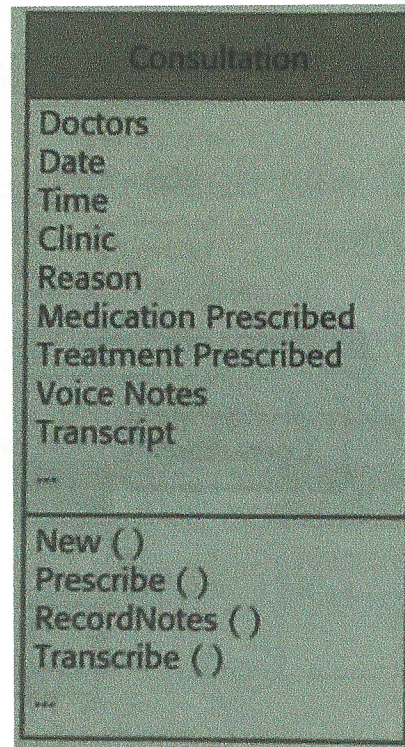 Consultation
Doctors
Date
Time
Clinic
Reason
Medication Prescribed
Treatment Prescribed
Voice Notes
Transcript
...
New ( )
Prescribe ( )
RecordNotes ( )
Transcribe ( )
...